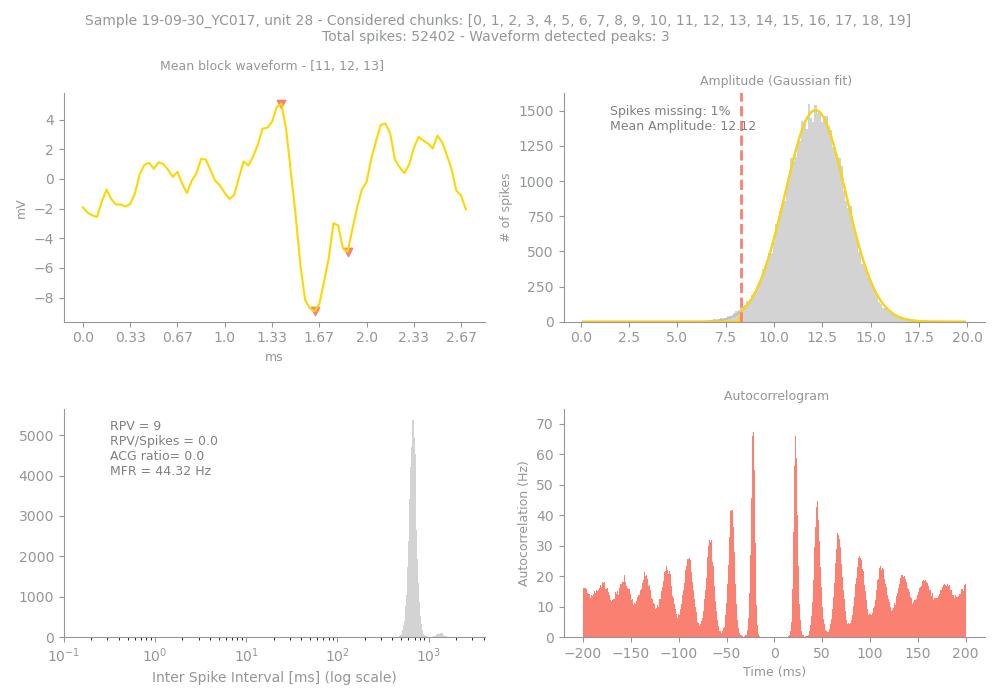 Sample 19-09-30_YC017, unit 28 - Considered chunks: [0, 1, 2, 3, 4, 5, 6, 7, 8, 9, 10, 11, 12, 13, 14, 15, 16, 17, 18, 19]
Total spikes: 52402 - Waveform detected peaks: 3
Mean block waveform - [11, 12, 13]
4
2
0
−2
−4
−6
−8
mV
0.0 0.33 0.67 1.0 1.33 1.67 2.0 2.33 2.67
ms
Amplitude (Gaussian fit)
Spikes missing: 1%
Mean Amplitude: 12.12
1500
1250
1000
750
500
250
0
# of spikes
0.0 2.5 5.0 7.5 10.0 12.5 15.0 17.5 20.0
RPV = 9
RPV/Spikes = 0.0
ACG ratio= 0.0
MFR = 44.32 Hz
5000
4000
3000
2000
1000
0
10⁻¹ 10⁰ 10¹ 10² 10³
Inter Spike Interval [ms] (log scale)
Autocorrelogram
70
60
50
40
30
20
10
0
Autocorrelation (Hz)
−200 −150 −100 −50 0 50 100 150 200
Time (ms)